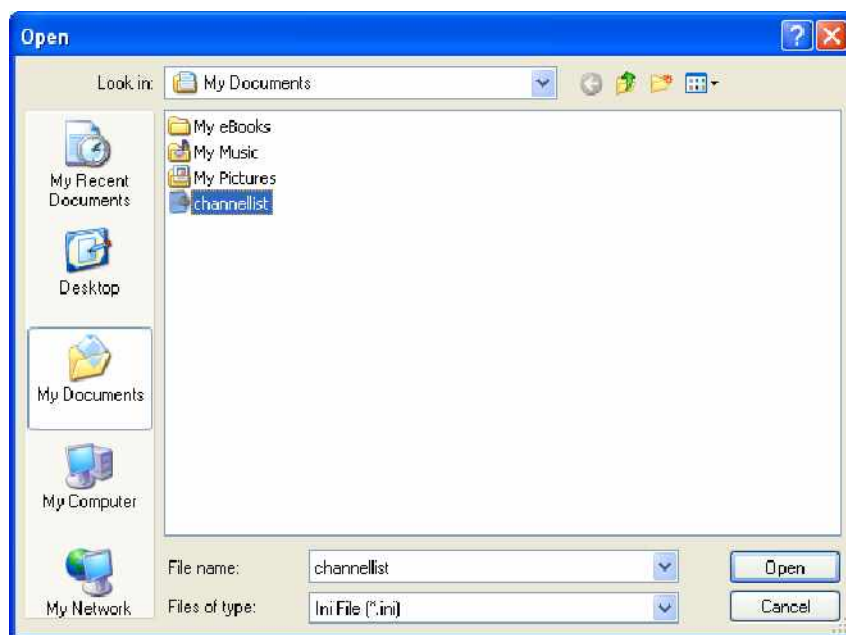 Open
Look in:
My Documents
My Recent
Documents
Desktop
My Documents
My Computer
My Network
My eBooks
My Music
My Pictures
channellist
File name:
channellist
Open
Files of type:
Ini File (*.ini)
Cancel